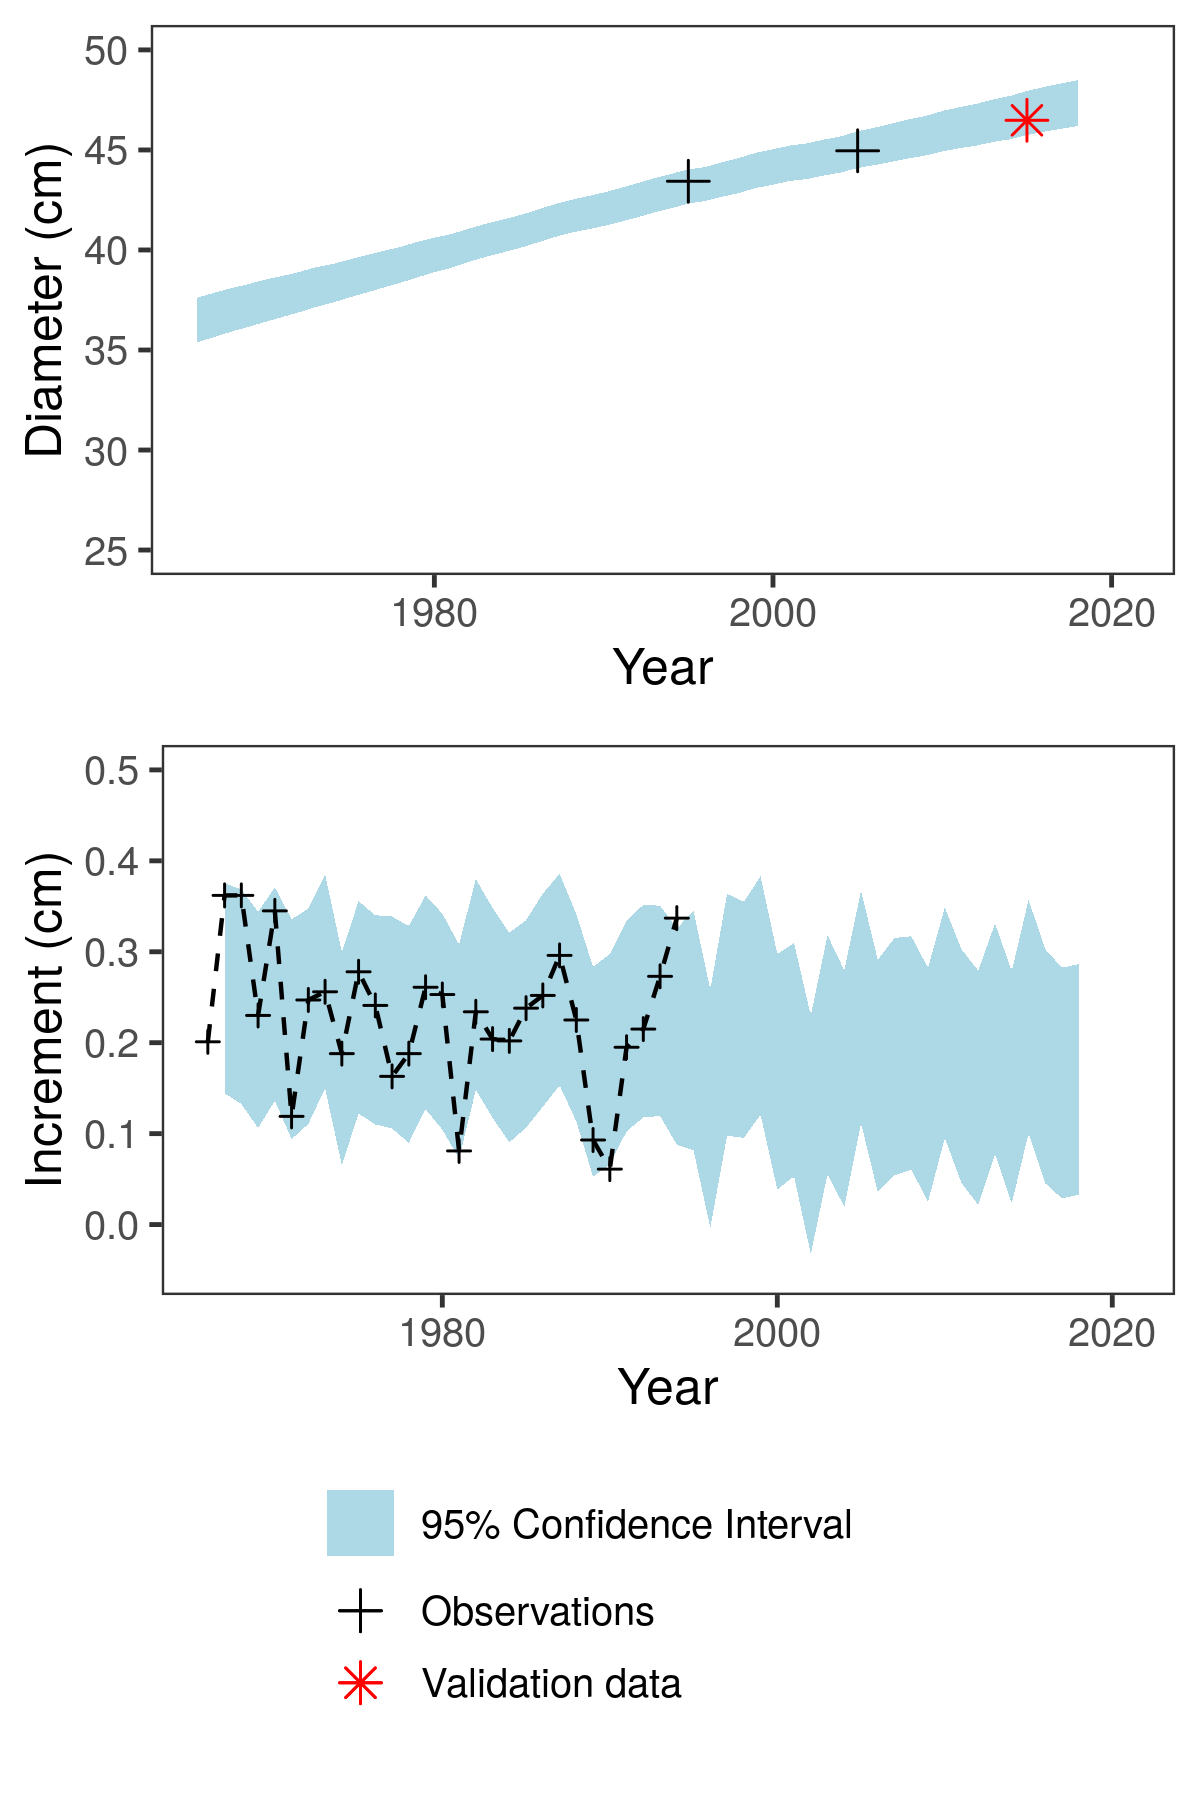 50
45
40
35
30
25
Diameter (cm)
1980 2000 2020
Year
0.5
0.4
0.3
0.2
0.1
0.0
Increment (cm)
1980 2000 2020
Year
95% Confidence Interval
Observations
Validation data